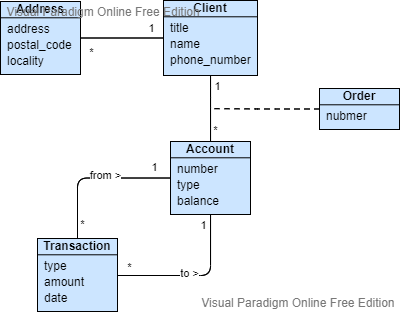 Visual Paradigm Online Free Edition
Address
address
postal_code
locality
Client
title
name
phone_number
1
*
1
*
Order
nubmer
Account
number
type
balance
from >
1
*
1
*
to >
Transaction
type
amount
date
Visual Paradigm Online Free Edition